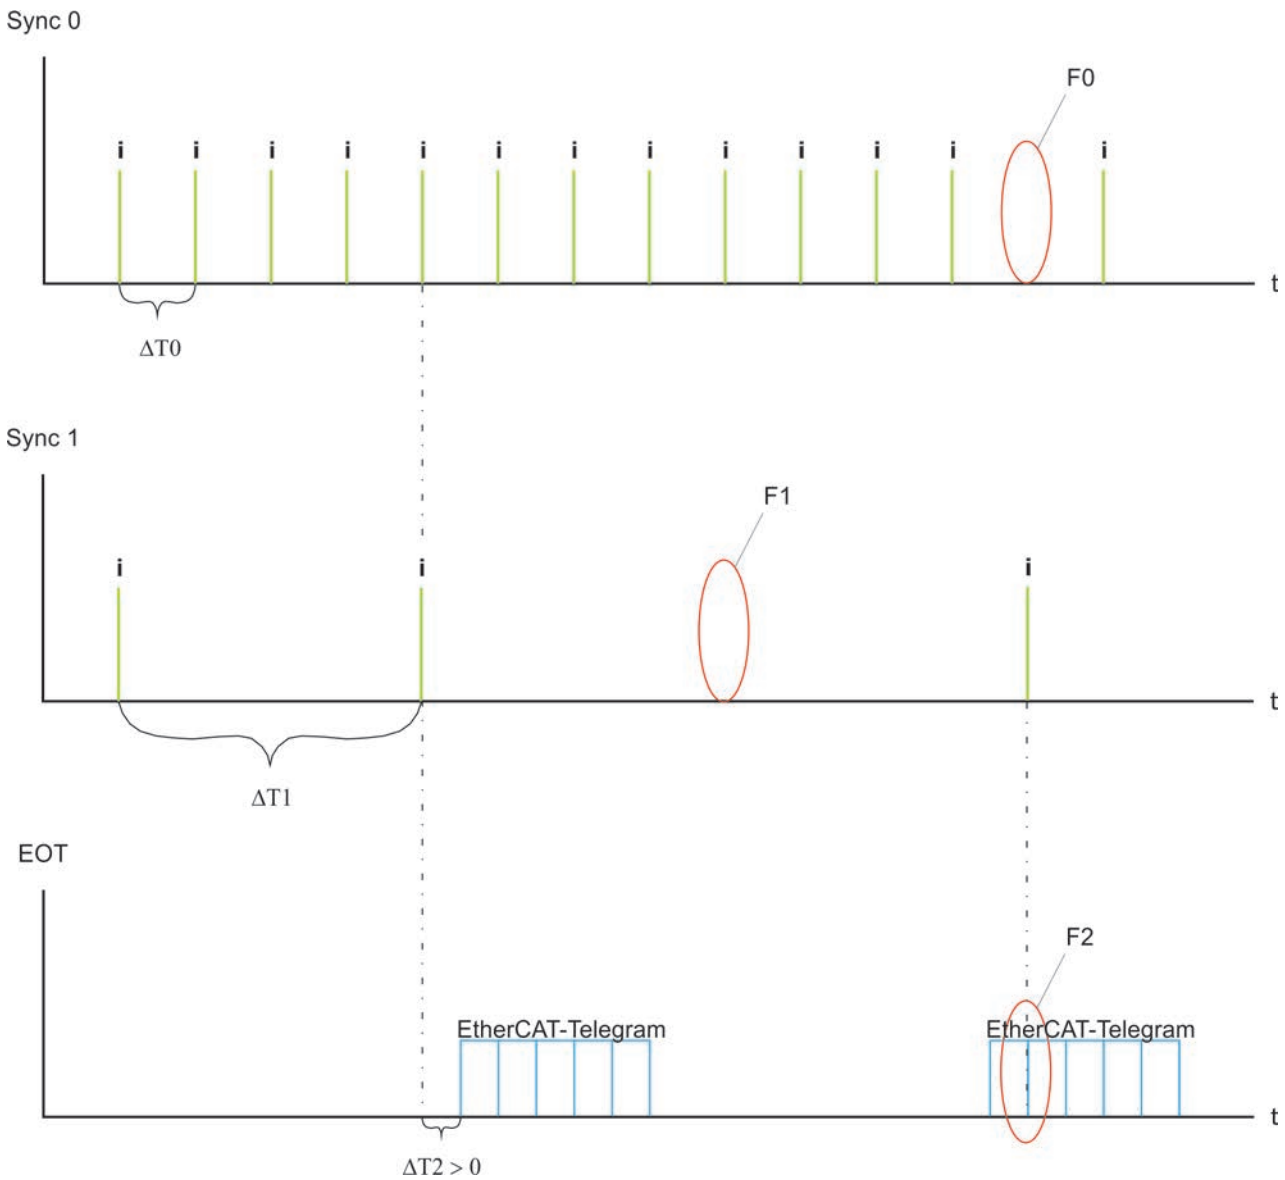 Sync 0
F0
i i i i i i i i i i i i i
t
ΔT0
Sync 1
F1
i i i
t
ΔT1
EOT
F2
EtherCAT-Telegram EtherCAT-Telegram
t
ΔT2 > 0